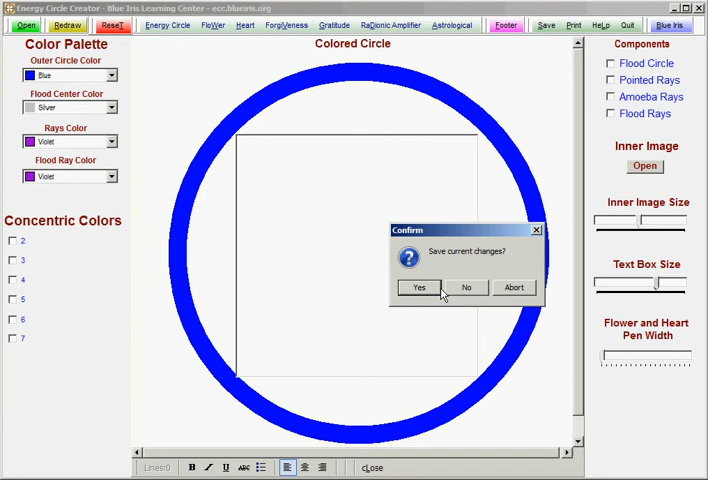 Energy Circle Creator - Blue Iris Learning Center - ecc.blueiris.org
Open Redraw ReseT Energy Circle FloWer Heart ForgiVeness Gratitude RaDionic Amplifier Astrological Footer Save Print HeLp Quit Blue Iris
Color Palette
Outer Circle Color
Blue
Flood Center Color
Silver
Rays Color
Violet
Flood Ray Color
Violet
Concentric Colors
2
3
4
5
6
7
Colored Circle
Confirm
Save current changes?
Yes No Abort
Lines:0 B I U ABC cLose
Components
Flood Circle
Pointed Rays
Amoeba Rays
Flood Rays
Inner Image
Open
Inner Image Size
Text Box Size
Flower and Heart
Pen Width